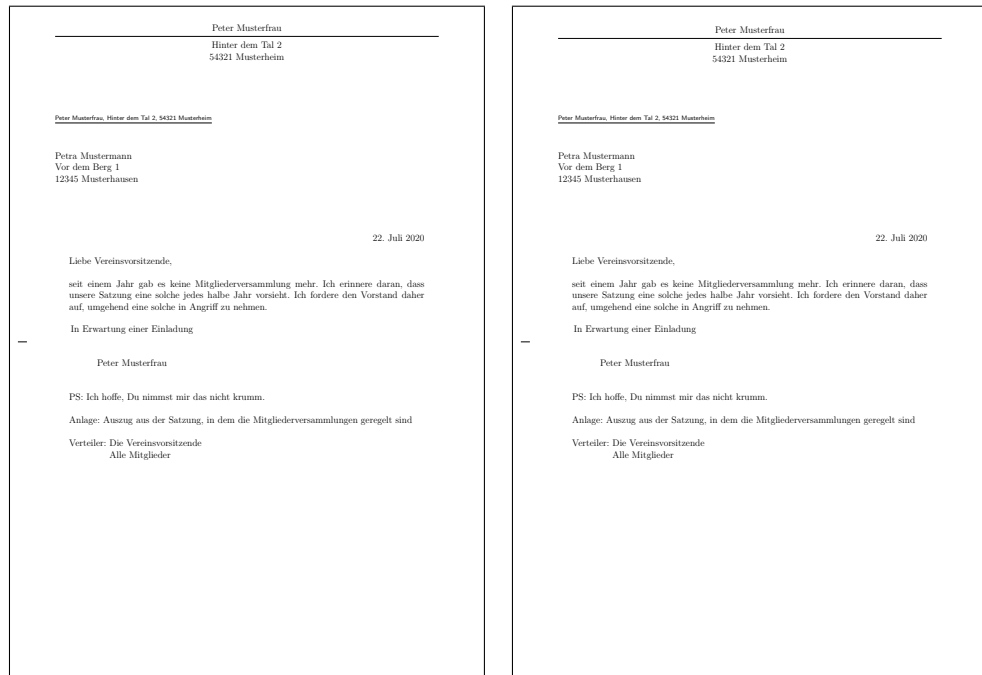 Peter Musterfrau
Hinter dem Tal 2
54321 Musterheim
Peter Musterfrau, Hinter dem Tal 2, 54321 Musterheim
Petra Mustermann
Vor dem Berg 1
12345 Musterhausen
22. Juli 2020
Liebe Vereinsvorsitzende,
seit einem Jahr gab es keine Mitgliederversammlung mehr. Ich erinnere daran, dass
unsere Satzung eine solche jedes halbe Jahr vorsieht. Ich fordere den Vorstand daher
auf, umgehend eine solche in Angriff zu nehmen.
In Erwartung einer Einladung
Peter Musterfrau
PS: Ich hoffe, Du nimmst mir das nicht krumm.
Anlage: Auszug aus der Satzung, in dem die Mitgliederversammlungen geregelt sind
Verteiler: Die Vereinsvorsitzende
Alle Mitglieder
Peter Musterfrau
Hinter dem Tal 2
54321 Musterheim
Peter Musterfrau, Hinter dem Tal 2, 54321 Musterheim
Petra Mustermann
Vor dem Berg 1
12345 Musterhausen
22. Juli 2020
Liebe Vereinsvorsitzende,
seit einem Jahr gab es keine Mitgliederversammlung mehr. Ich erinnere daran, dass
unsere Satzung eine solche jedes halbe Jahr vorsieht. Ich fordere den Vorstand daher
auf, umgehend eine solche in Angriff zu nehmen.
In Erwartung einer Einladung
Peter Musterfrau
PS: Ich hoffe, Du nimmst mir das nicht krumm.
Anlage: Auszug aus der Satzung, in dem die Mitgliederversammlungen geregelt sind
Verteiler: Die Vereinsvorsitzende
Alle Mitglieder